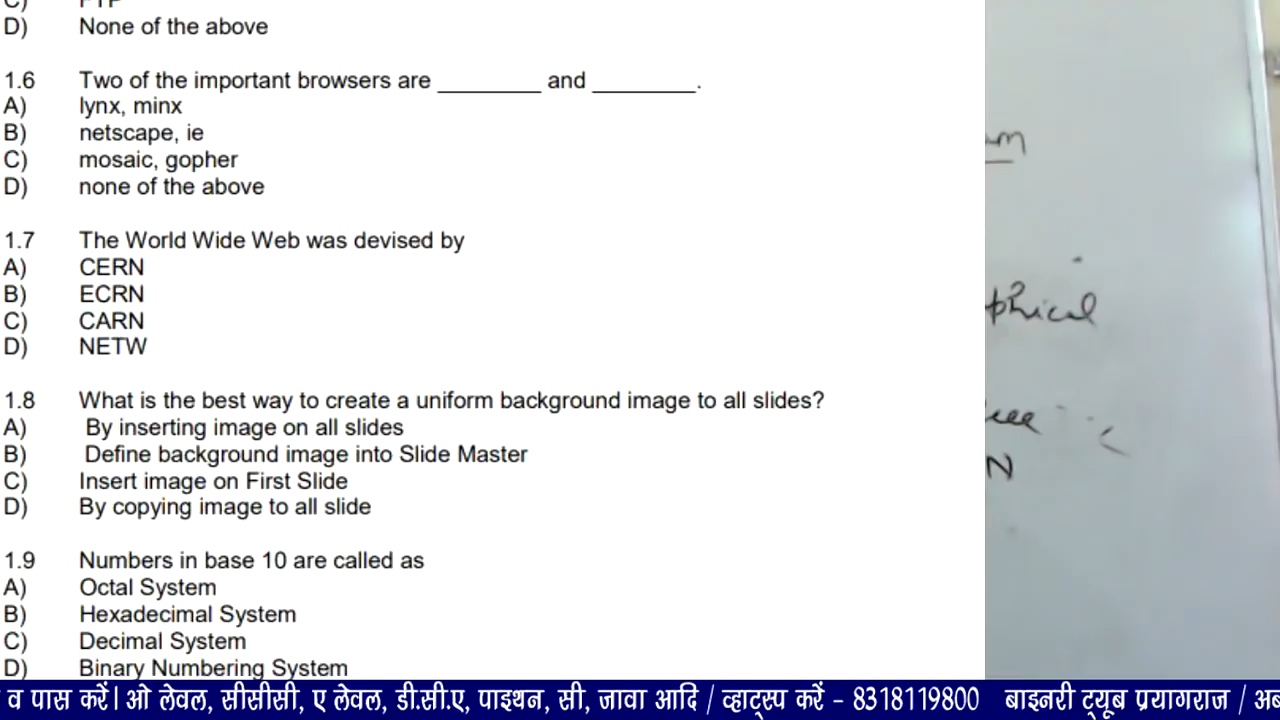 C) FTP
D) None of the above
1.6 Two of the important browsers are ________ and ________.
A) lynx, minx
B) netscape, ie
C) mosaic, gopher
D) none of the above
1.7 The World Wide Web was devised by
A) CERN
B) ECRN
C) CARN
D) NETW
1.8 What is the best way to create a uniform background image to all slides?
A) By inserting image on all slides
B) Define background image into Slide Master
C) Insert image on First Slide
D) By copying image to all slide
1.9 Numbers in base 10 are called as
A) Octal System
B) Hexadecimal System
C) Decimal System
D) Binary Numbering System
phical
N
व पास करें। ओ लेवल, सीसीसी, ए लेवल, डी.सी.ए, पाइथन, सी, जावा आदि / व्हाट्स्प करें - 8318119800 बाइनरी ट्यूब प्रयागराज /